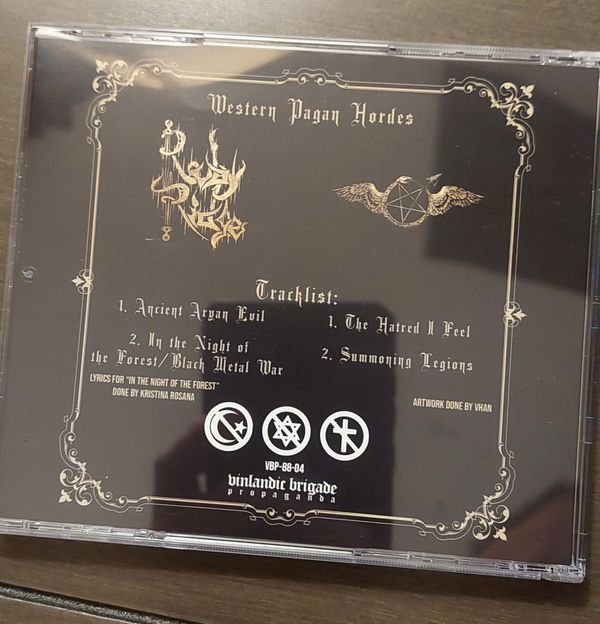 Western Pagan Hordes
Tracklist:
1. Ancient Aryan Evil
2. In the Night of
the Forest/Black Metal War
LYRICS FOR "IN THE NIGHT OF THE FOREST"
DONE BY KRISTINA ROSANA
1. The Hatred I Feel
2. Summoning Legions
ARTWORK DONE BY VHAN
VBP-88-04
vinlandic brigade
propaganda